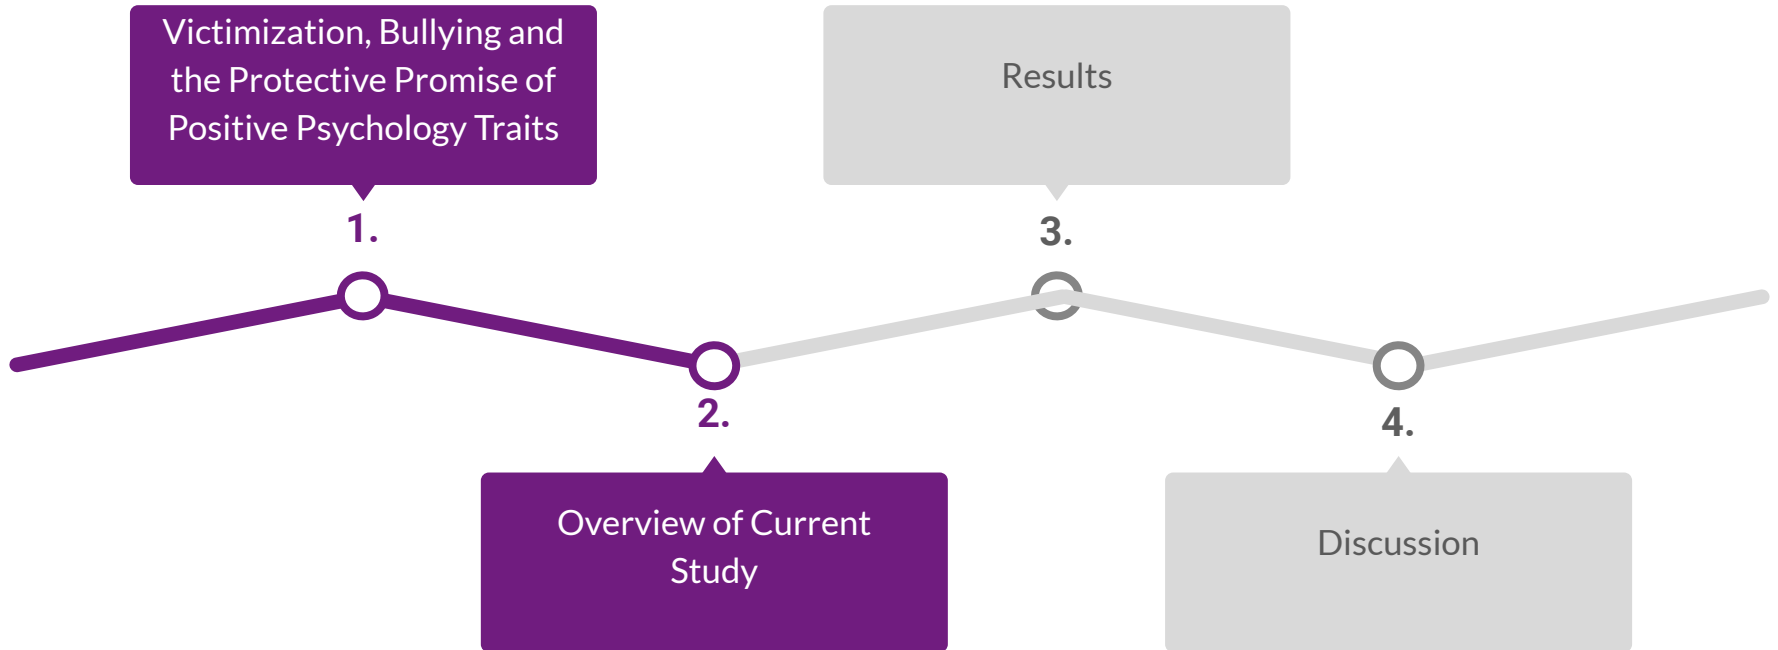 Victimization, Bullying and
the Protective Promise of
Positive Psychology Traits
1.
2.
Overview of Current
Study
Results
3.
4.
Discussion